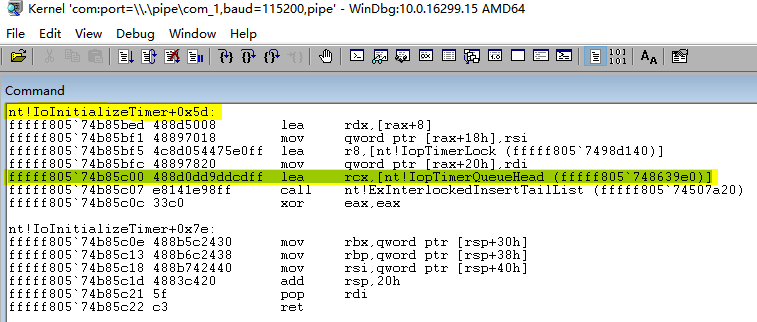 Kernel 'com:port=\\.\pipe\com_1,baud=115200,pipe' - WinDbg:10.0.16299.15 AMD64
File Edit View Debug Window Help
Command
nt!IoInitializeTimer+0x5d:
fffff805`74b85bed 488d5008 lea rdx,[rax+8]
fffff805`74b85bf1 48897018 mov qword ptr [rax+18h],rsi
fffff805`74b85bf5 4c8d054475e0ff lea r8,[nt!IopTimerLock (fffff805`7498d140)]
fffff805`74b85bfc 48897820 mov qword ptr [rax+20h],rdi
fffff805`74b85c00 488d0dd9ddcdff lea rcx,[nt!IopTimerQueueHead (fffff805`748639e0)]
fffff805`74b85c07 e8141e98ff call nt!ExInterlockedInsertTailList (fffff805`74507a20)
fffff805`74b85c0c 33c0 xor eax,eax
nt!IoInitializeTimer+0x7e:
fffff805`74b85c0e 488b5c2430 mov rbx,qword ptr [rsp+30h]
fffff805`74b85c13 488b6c2438 mov rbp,qword ptr [rsp+38h]
fffff805`74b85c18 488b742440 mov rsi,qword ptr [rsp+40h]
fffff805`74b85c1d 4883c420 add rsp,20h
fffff805`74b85c21 5f pop rdi
fffff805`74b85c22 c3 ret